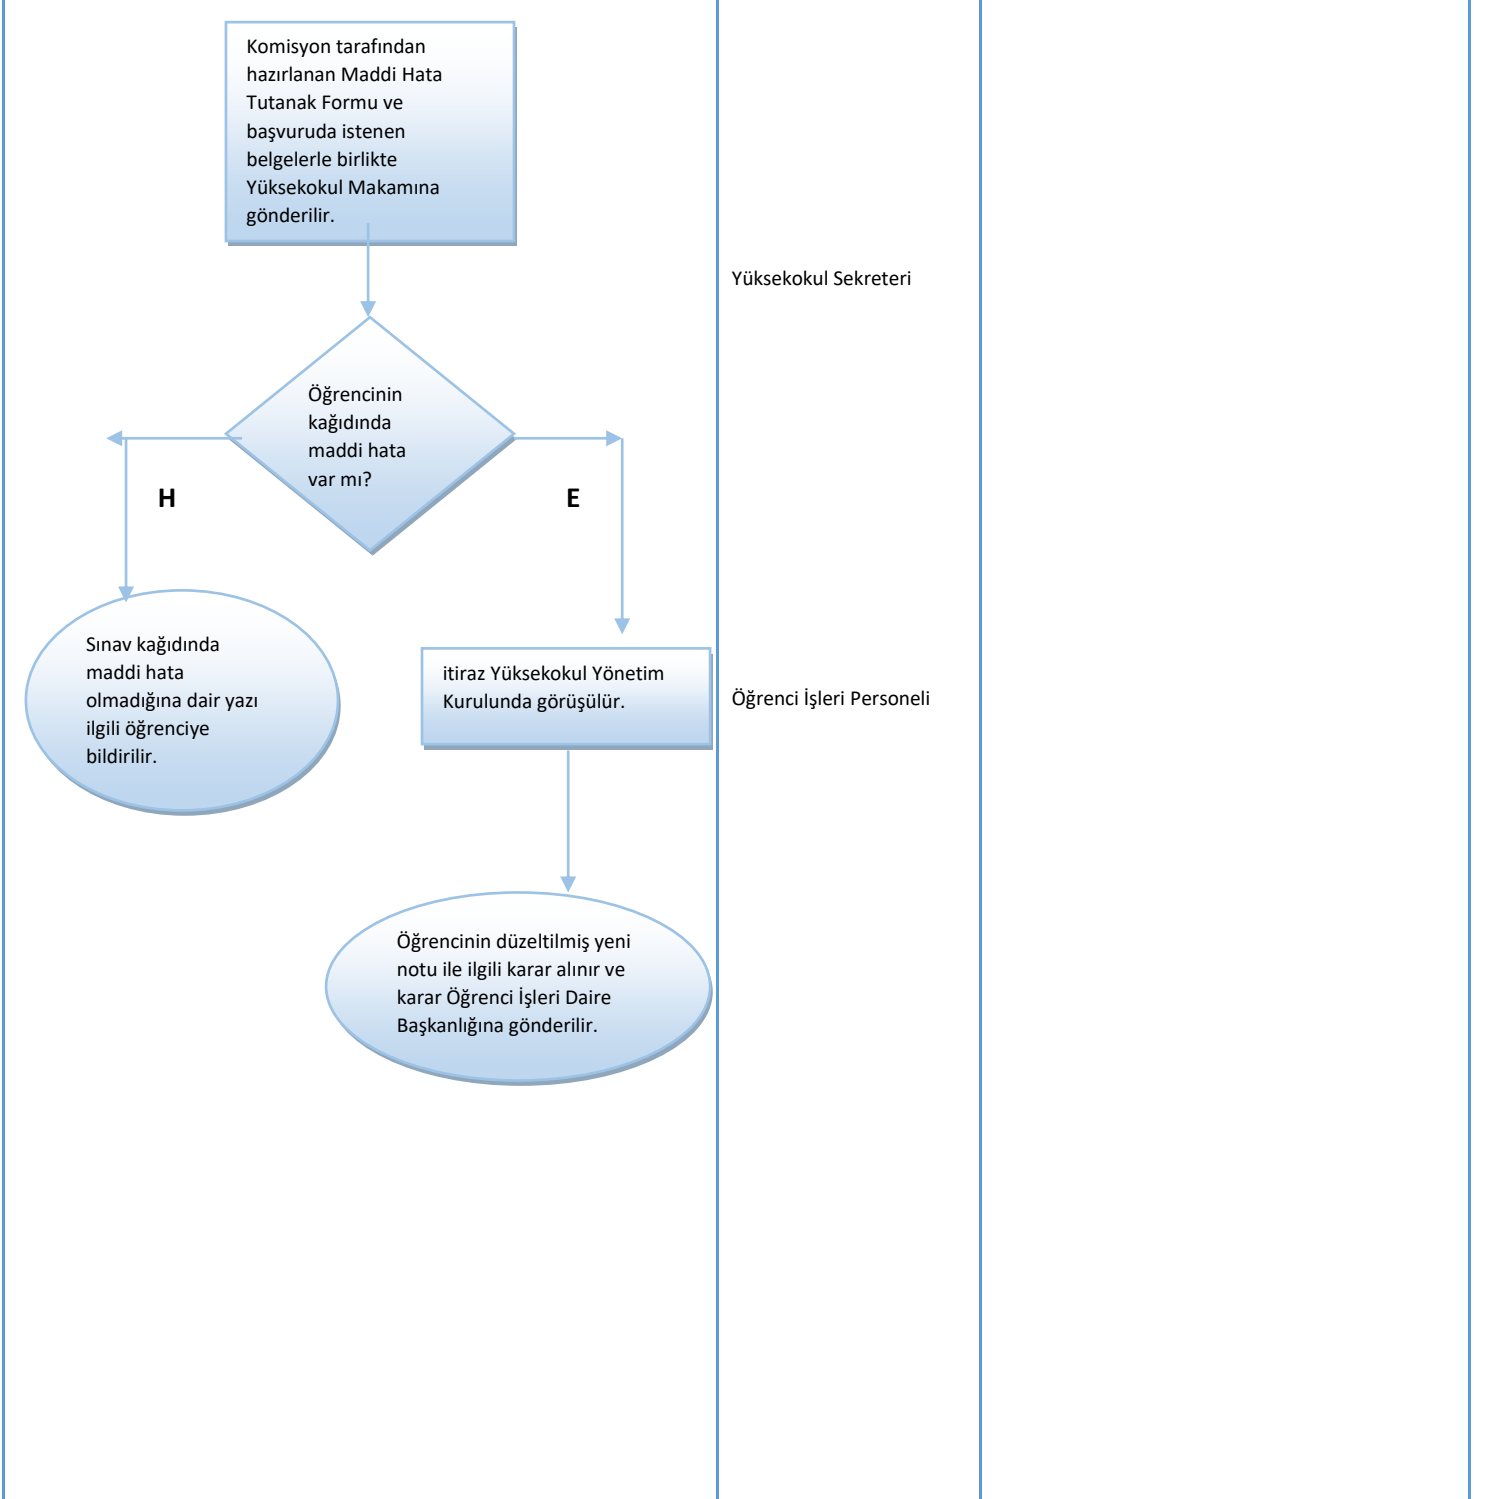 Komisyon tarafından
hazırlanan Maddi Hata
Tutanak Formu ve
başvuruda istenen
belgelerle birlikte
Yüksekokul Makamına
gönderilir.
Yüksekokul Sekreteri
Öğrencinin
kağıdında
maddi hata
var mı?
H
E
Sınav kağıdında
maddi hata
olmadığına dair yazı
ilgili öğrenciye
bildirilir.
itiraz Yüksekokul Yönetim
Kurulunda görüşülür.
Öğrenci İşleri Personeli
Öğrencinin düzeltilmiş yeni
notu ile ilgili karar alınır ve
karar Öğrenci İşleri Daire
Başkanlığına gönderilir.